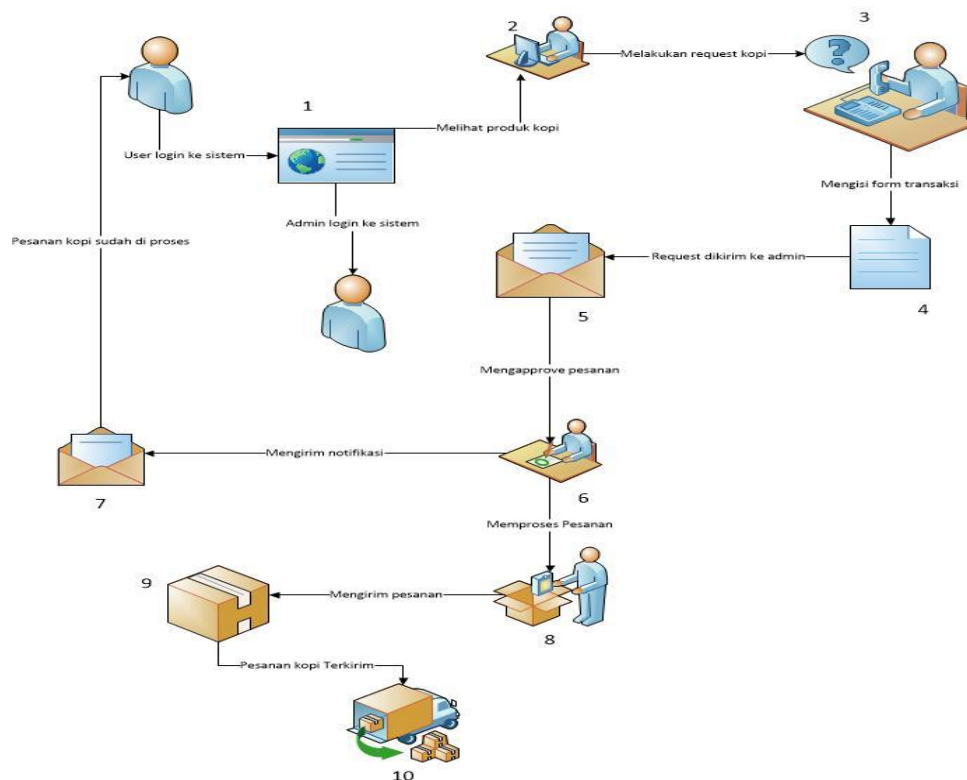 2
3
Melakukan request kopi
1
Melihat produk kopi
User login ke sistem
Mengisi form transaksi
Admin login ke sistem
Pesanan kopi sudah di proses
Request dikirim ke admin
4
5
Mengapprove pesanan
Mengirim notifikasi
7
6
Memproses Pesanan
9
Mengirim pesanan
8
Pesanan kopi Terkirim
10